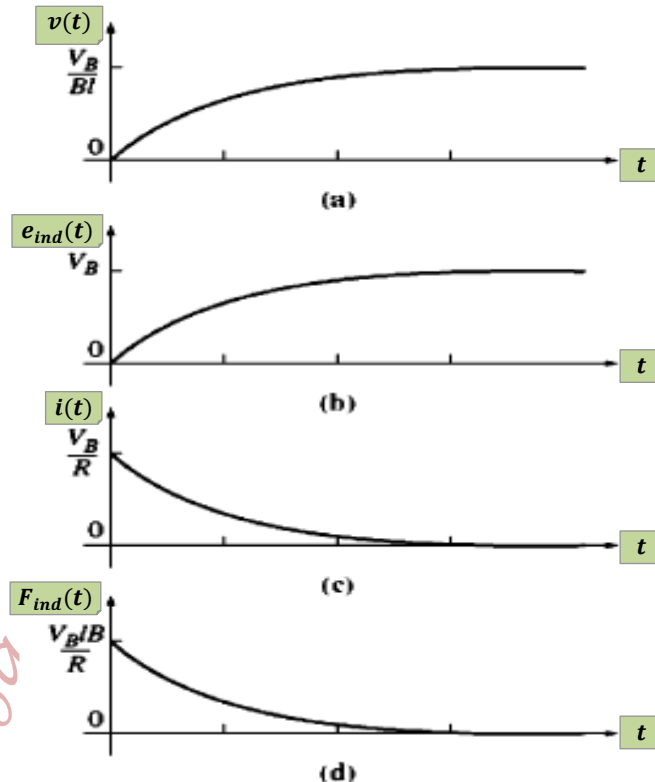 v(t)
V_B
Bl
0
t
(a)
e_ind(t)
V_B
0
t
(b)
i(t)
V_B
R
0
t
(c)
F_ind(t)
V_B lB
R
0
t
(d)